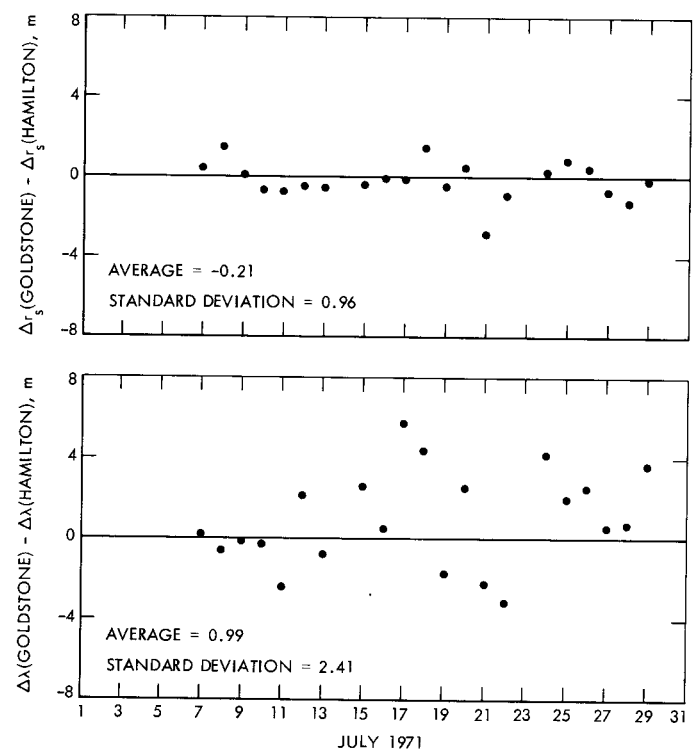 Δrₛ(GOLDSTONE) - Δrₛ(HAMILTON), m
8
4
0
-4
-8
AVERAGE = -0.21
STANDARD DEVIATION = 0.96
Δλ(GOLDSTONE) - Δλ(HAMILTON), m
8
4
0
-4
-8
AVERAGE = 0.99
STANDARD DEVIATION = 2.41
1 3 5 7 9 11 13 15 17 19 21 23 25 27 29 31
JULY 1971